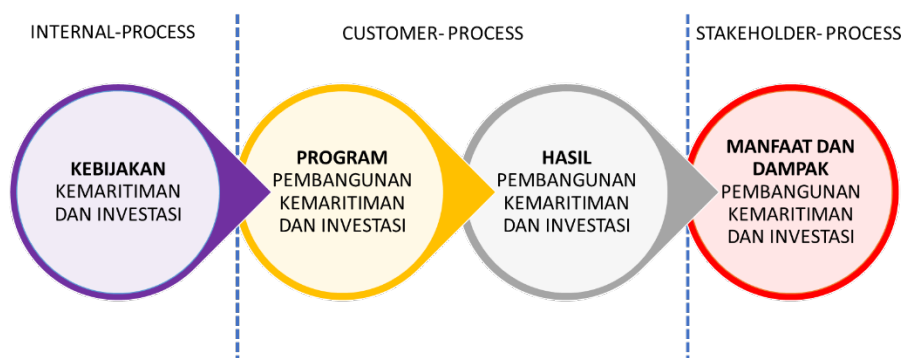 INTERNAL-PROCESS
CUSTOMER- PROCESS
STAKEHOLDER- PROCESS
KEBIJAKAN
KEMARITIMAN
DAN INVESTASI
PROGRAM
PEMBANGUNAN
KEMARITIMAN
DAN INVESTASI
HASIL
PEMBANGUNAN
KEMARITIMAN
DAN INVESTASI
MANFAAT DAN
DAMPAK
PEMBANGUNAN
KEMARITIMAN
DAN INVESTASI